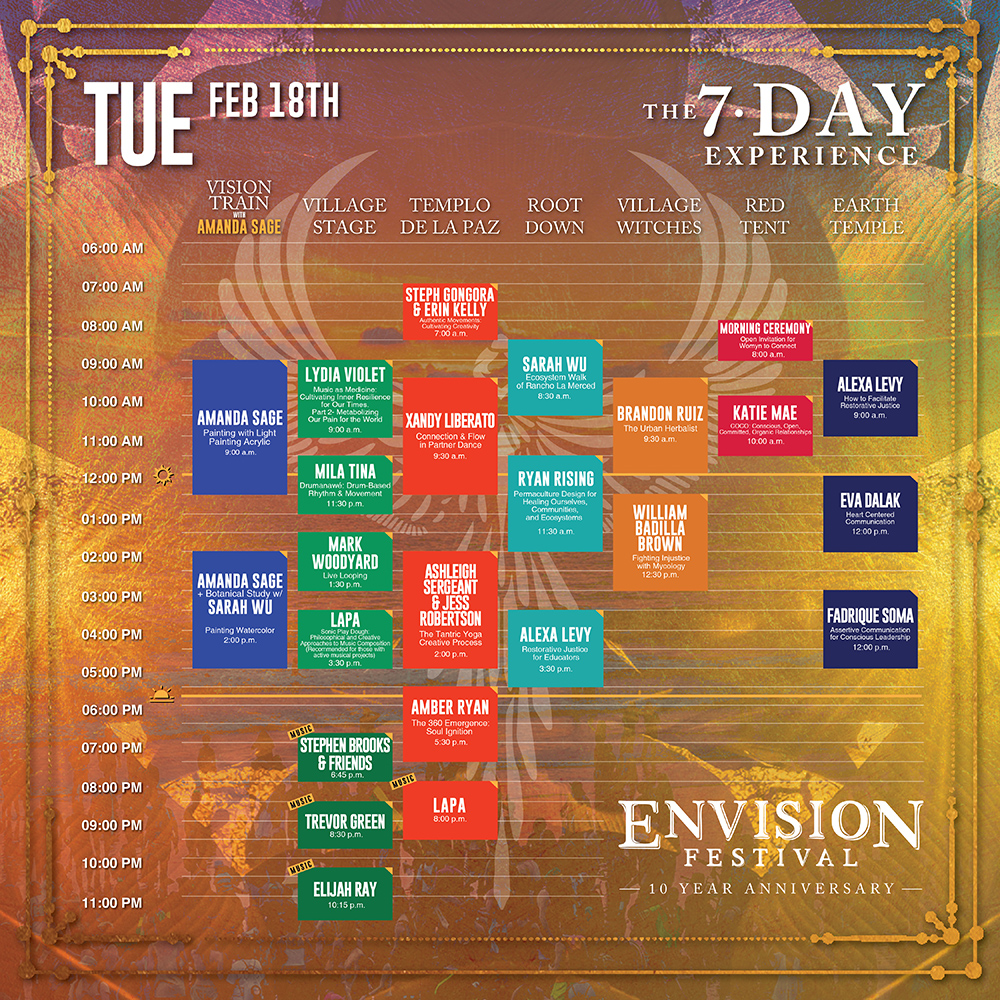 TUE FEB 18TH
THE 7·DAY
EXPERIENCE
VISION
TRAIN
WITH
AMANDA SAGE
VILLAGE
STAGE
TEMPLO
DE LA PAZ
ROOT
DOWN
VILLAGE
WITCHES
RED
TENT
EARTH
TEMPLE
06:00 AM
07:00 AM
08:00 AM
09:00 AM
10:00 AM
11:00 AM
12:00 PM
01:00 PM
02:00 PM
03:00 PM
04:00 PM
05:00 PM
06:00 PM
07:00 PM
08:00 PM
09:00 PM
10:00 PM
11:00 PM
AMANDA SAGE
Painting with Light
Painting Acrylic
9:00 a.m.
AMANDA SAGE
+ Botanical Study w/
SARAH WU
Painting Watercolor
2:00 p.m.
LYDIA VIOLET
Music as Medicine:
Cultivating Inner Resilience
for Our Times.
Part 2- Metabolizing
Our Pain for the World
9:00 a.m.
MILA TINA
Drumanawé: Drum-Based
Rhythm & Movement
11:30 p.m.
MARK
WOODYARD
Live Looping
1:30 p.m.
LAPA
Sonic Play Dough:
Philosophical and Creative
Approaches to Music Composition
(Recommended for those with
active musical projects)
3:30 p.m.
MUSIC
STEPHEN BROOKS
& FRIENDS
6:45 p.m.
MUSIC
TREVOR GREEN
8:30 p.m.
MUSIC
ELIJAH RAY
10:15 p.m.
STEPH GONGORA
& ERIN KELLY
Authentic Movements:
Cultivating Creativity
7:00 a.m.
XANDY LIBERATO
Connection & Flow
in Partner Dance
9:30 a.m.
ASHLEIGH
SERGEANT
& JESS
ROBERTSON
The Tantric Yoga
Creative Process
2:00 p.m.
AMBER RYAN
The 360 Emergence:
Soul Ignition
5:30 p.m.
MUSIC
LAPA
8:00 p.m.
SARAH WU
Ecosystem Walk
of Rancho La Merced
8:30 a.m.
RYAN RISING
Permaculture Design for
Healing Ourselves,
Communities,
and Ecosystems
11:30 a.m.
ALEXA LEVY
Restorative Justice
for Educators
3:30 p.m.
BRANDON RUIZ
The Urban Herbalist
9:30 a.m.
WILLIAM
BADILLA
BROWN
Fighting Injustice
with Mycology
12:30 p.m.
MORNING CEREMONY
Open Invitation for
Womyn to Connect
8:00 a.m.
KATIE MAE
COCO: Conscious, Open,
Committed, Organic Relationships
10:00 a.m.
ALEXA LEVY
How to Facilitate
Restorative Justice
9:00 a.m.
EVA DALAK
Heart Centered
Communication
12:00 p.m.
FADRIQUE SOMA
Assertive Communication
for Conscious Leadership
12:00 p.m.
ENVISION
FESTIVAL
— 10 YEAR ANNIVERSARY —